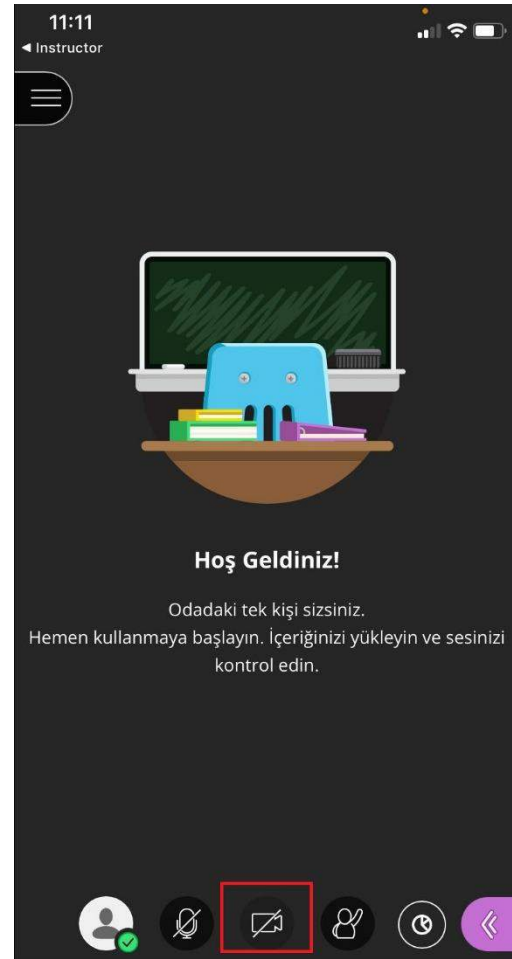 11:11
◀ Instructor
Hoş Geldiniz!
Odadaki tek kişi sizsiniz.
Hemen kullanmaya başlayın. İçeriğinizi yükleyin ve sesinizi
kontrol edin.